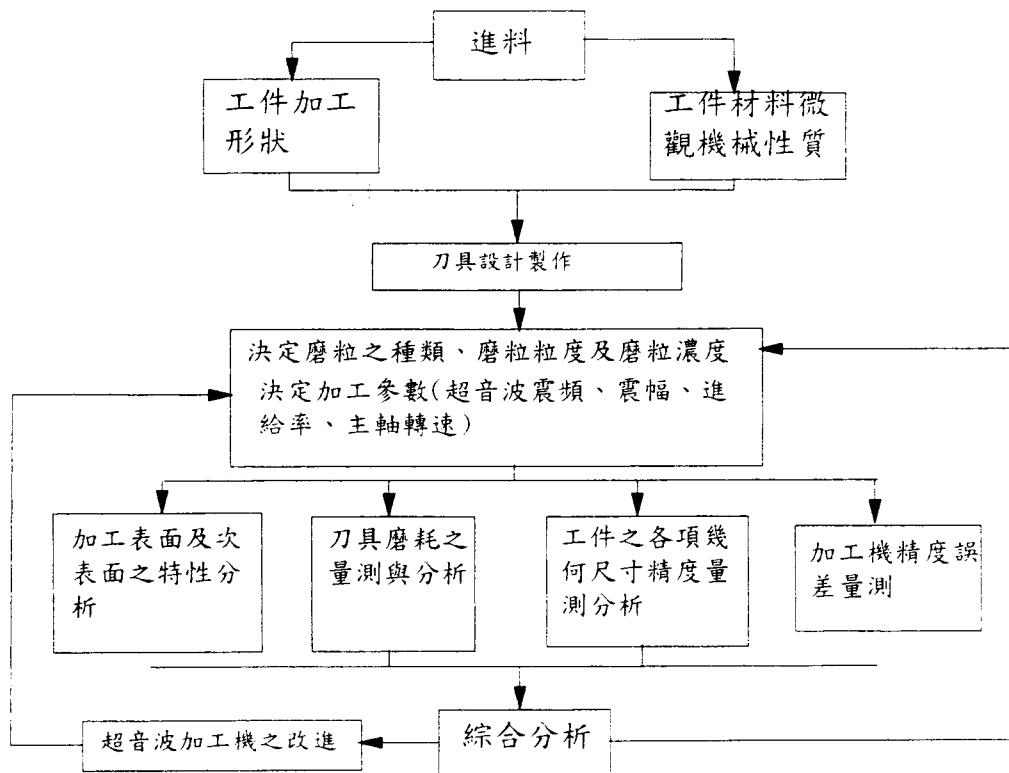 進料
工件加工
形狀
工件材料微
觀機械性質
刀具設計製作
決定磨粒之種類、磨粒粒度及磨粒濃度
決定加工參數(超音波震頻、震幅、進
給率、主軸轉速)
加工表面及次
表面之特性分
析
刀具磨耗之
量測與分析
工件之各項幾
何尺寸精度量
測分析
加工機精度誤
差量測
綜合分析
超音波加工機之改進